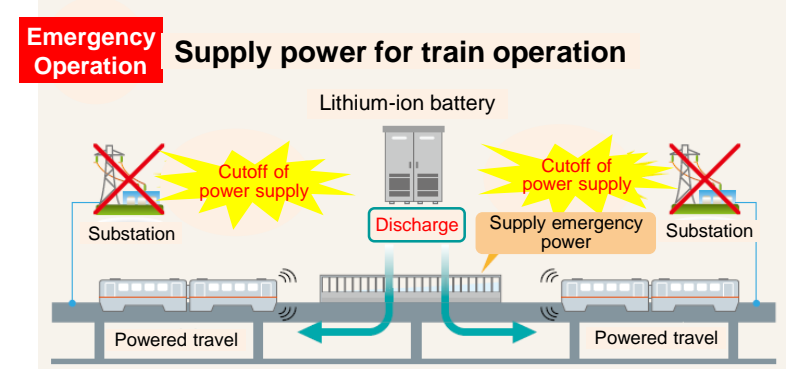 Emergency
Operation
Supply power for train operation
Lithium-ion battery
Cutoff of
power supply
Cutoff of
power supply
Substation
Discharge
Supply emergency
power
Substation
Powered travel
Powered travel